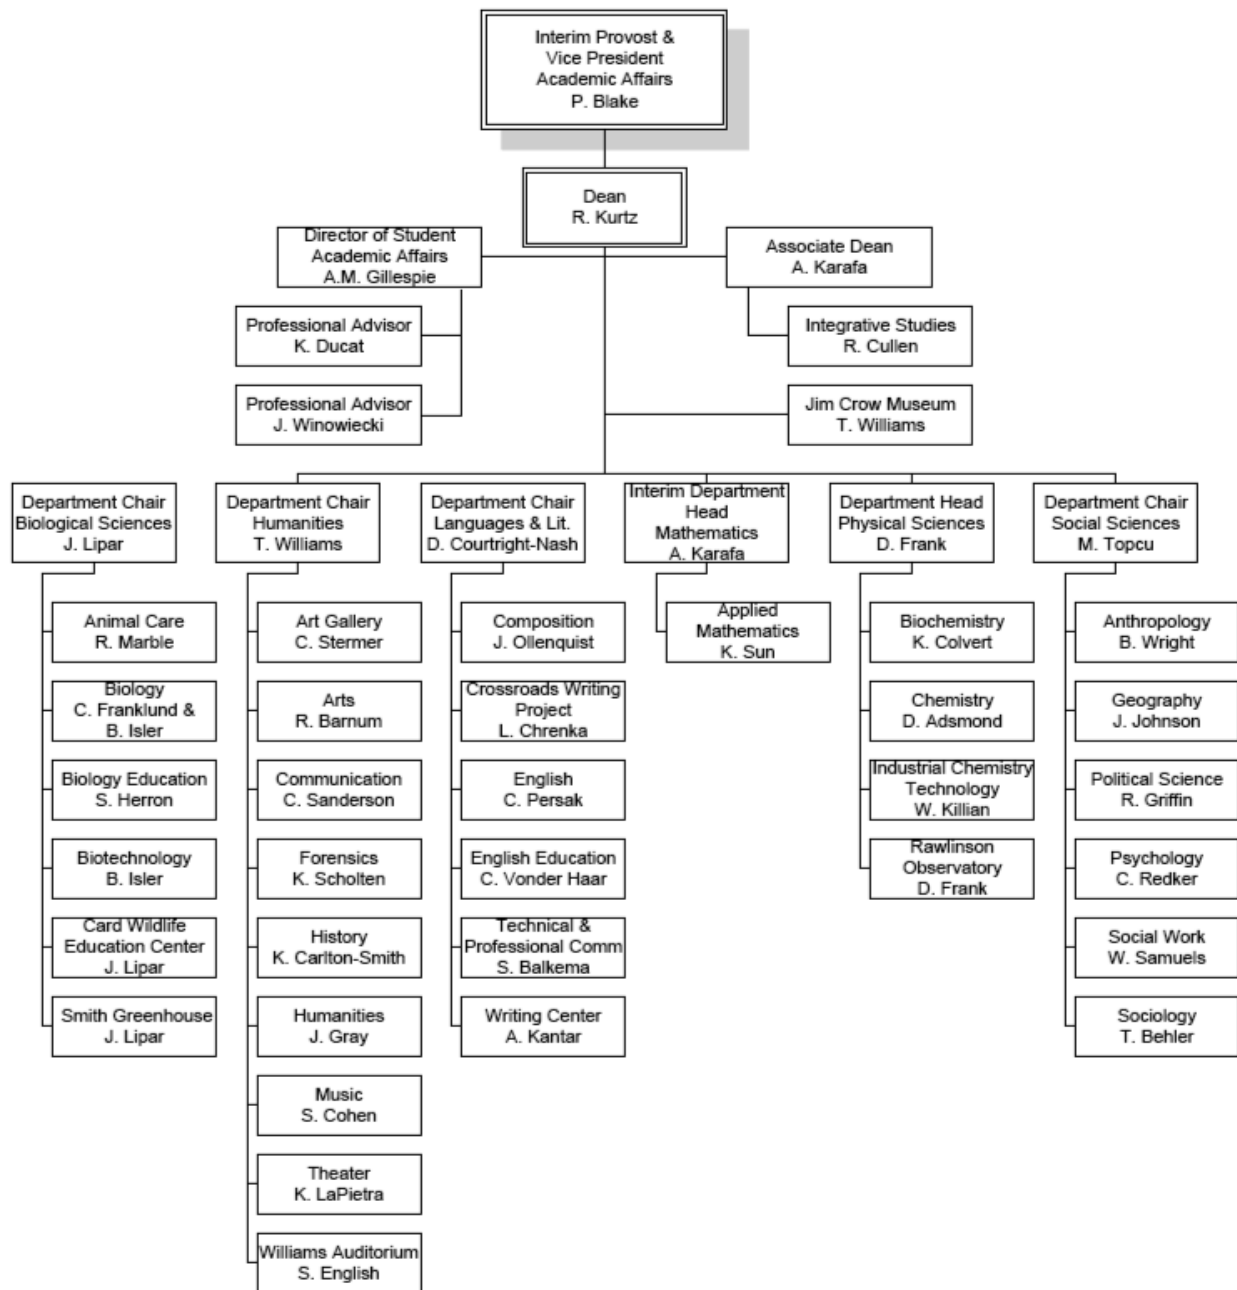 Interim Provost &
Vice President
Academic Affairs
P. Blake
Dean
R. Kurtz
Director of Student
Academic Affairs
A.M. Gillespie
Associate Dean
A. Karafa
Professional Advisor
K. Ducat
Integrative Studies
R. Cullen
Professional Advisor
J. Winowiecki
Jim Crow Museum
T. Williams
Department Chair
Biological Sciences
J. Lipar
Department Chair
Humanities
T. Williams
Department Chair
Languages & Lit.
D. Courtright-Nash
Interim Department
Head
Mathematics
A. Karafa
Department Head
Physical Sciences
D. Frank
Department Chair
Social Sciences
M. Topcu
Animal Care
R. Marble
Biology
C. Franklund &
B. Isler
Biology Education
S. Herron
Biotechnology
B. Isler
Card Wildlife
Education Center
J. Lipar
Smith Greenhouse
J. Lipar
Art Gallery
C. Stermer
Arts
R. Barnum
Communication
C. Sanderson
Forensics
K. Scholten
History
K. Carlton-Smith
Humanities
J. Gray
Music
S. Cohen
Theater
K. LaPietra
Williams Auditorium
S. English
Composition
J. Ollenquist
Crossroads Writing
Project
L. Chrenka
English
C. Persak
English Education
C. Vonder Haar
Technical &
Professional Comm
S. Balkema
Writing Center
A. Kantar
Applied
Mathematics
K. Sun
Biochemistry
K. Colvert
Chemistry
D. Adsmond
Industrial Chemistry
Technology
W. Killian
Rawlinson
Observatory
D. Frank
Anthropology
B. Wright
Geography
J. Johnson
Political Science
R. Griffin
Psychology
C. Redker
Social Work
W. Samuels
Sociology
T. Behler